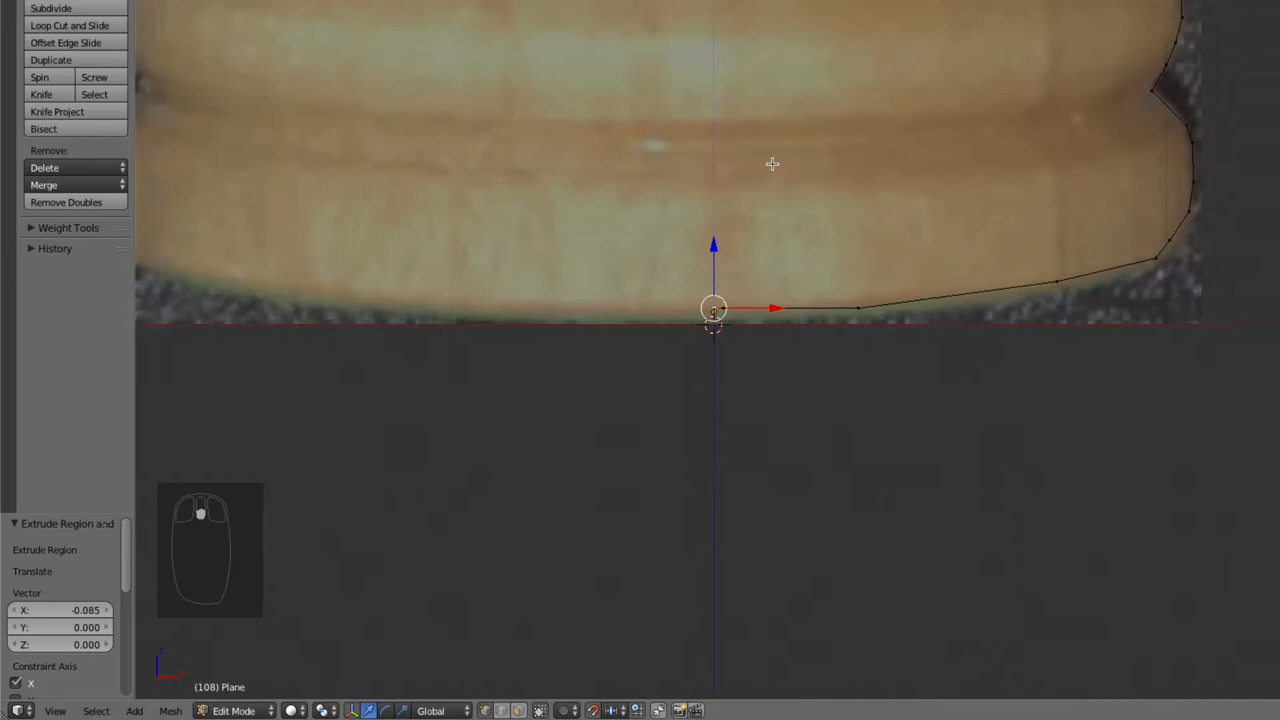 Subdivide
Loop Cut and Slide
Offset Edge Slide
Duplicate
Spin Screw
Knife Select
Knife Project
Bisect
Remove:
Delete
Merge
Remove Doubles
Weight Tools
History
Extrude Region and
Extrude Region
Translate
Vector
X: -0.085
Y: 0.000
Z: 0.000
Constraint Axis
X
(108) Plane
View Select Add Mesh Edit Mode Global